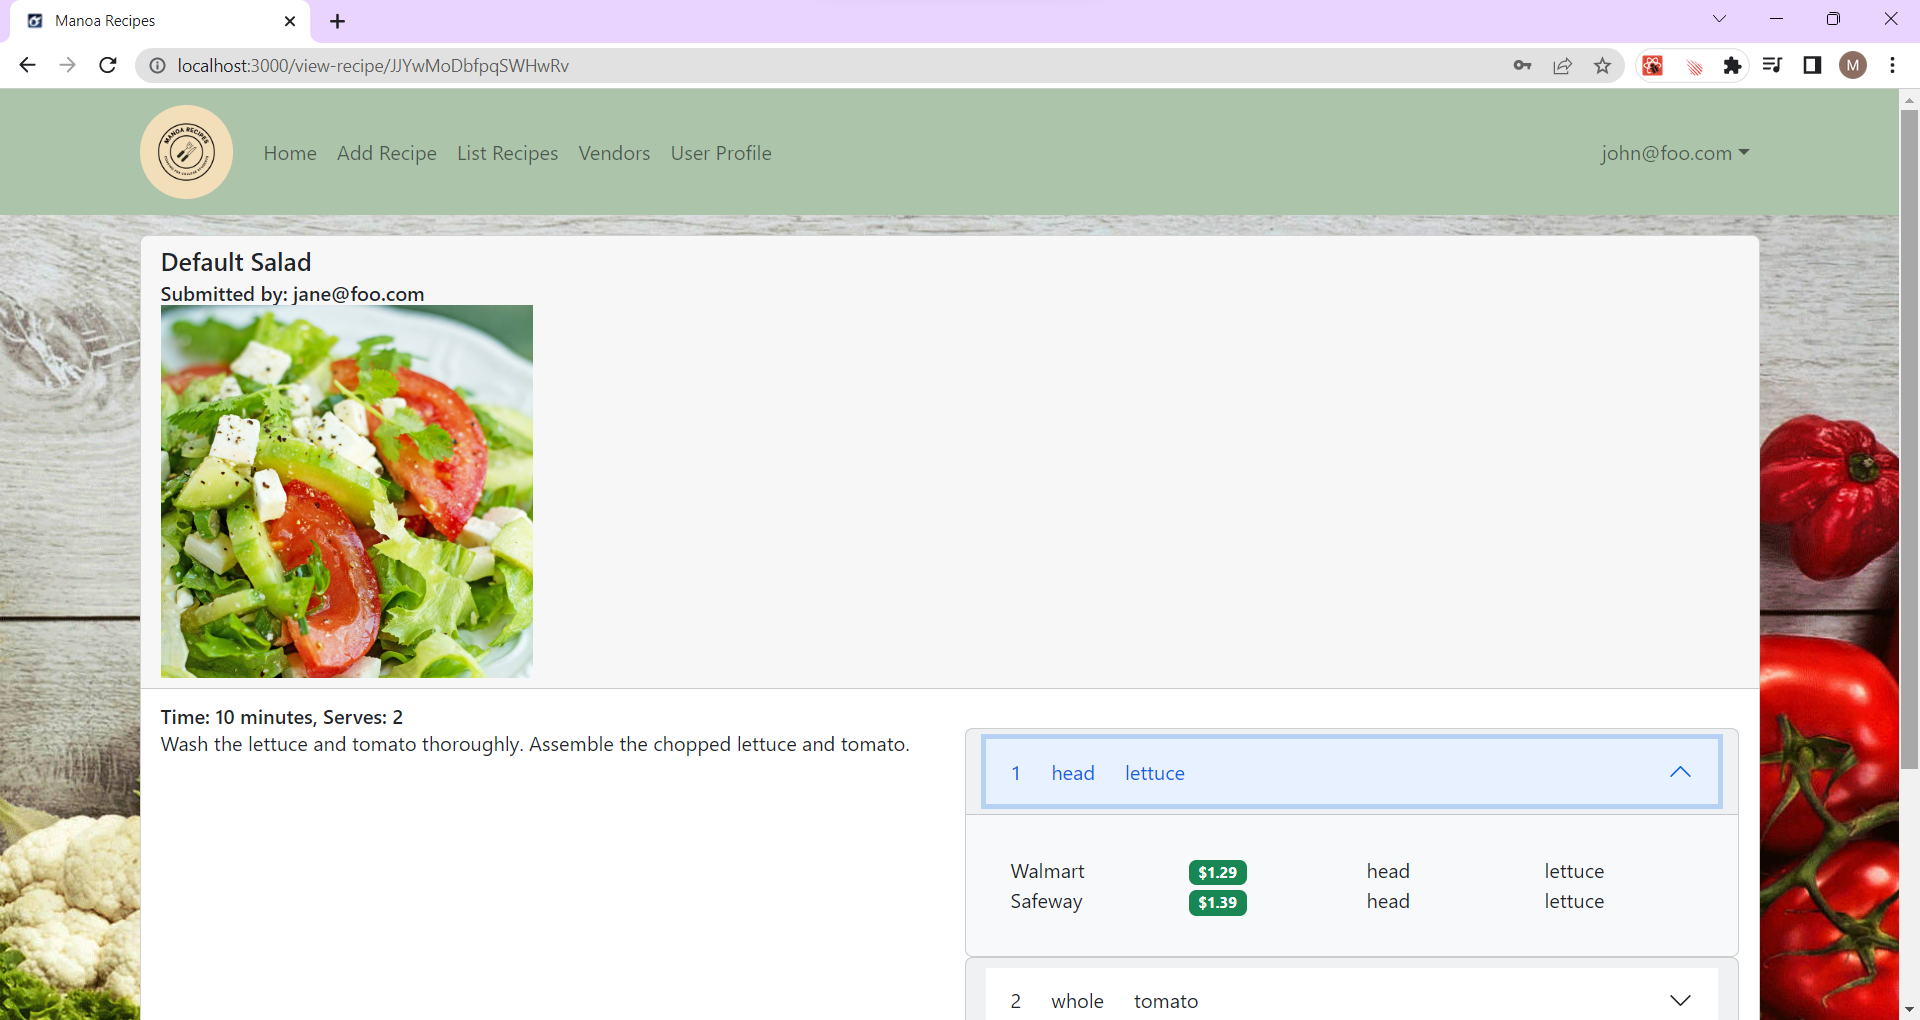 Manoa Recipes
localhost:3000/view-recipe/JJYwMoDbfpqSWHwRv
M
MANOA RECIPES
Home Add Recipe List Recipes Vendors User Profile
john@foo.com
Default Salad
Submitted by: jane@foo.com
Time: 10 minutes, Serves: 2
Wash the lettuce and tomato thoroughly. Assemble the chopped lettuce and tomato.
1 head lettuce
Walmart $1.29 head lettuce
Safeway $1.39 head lettuce
2 whole tomato